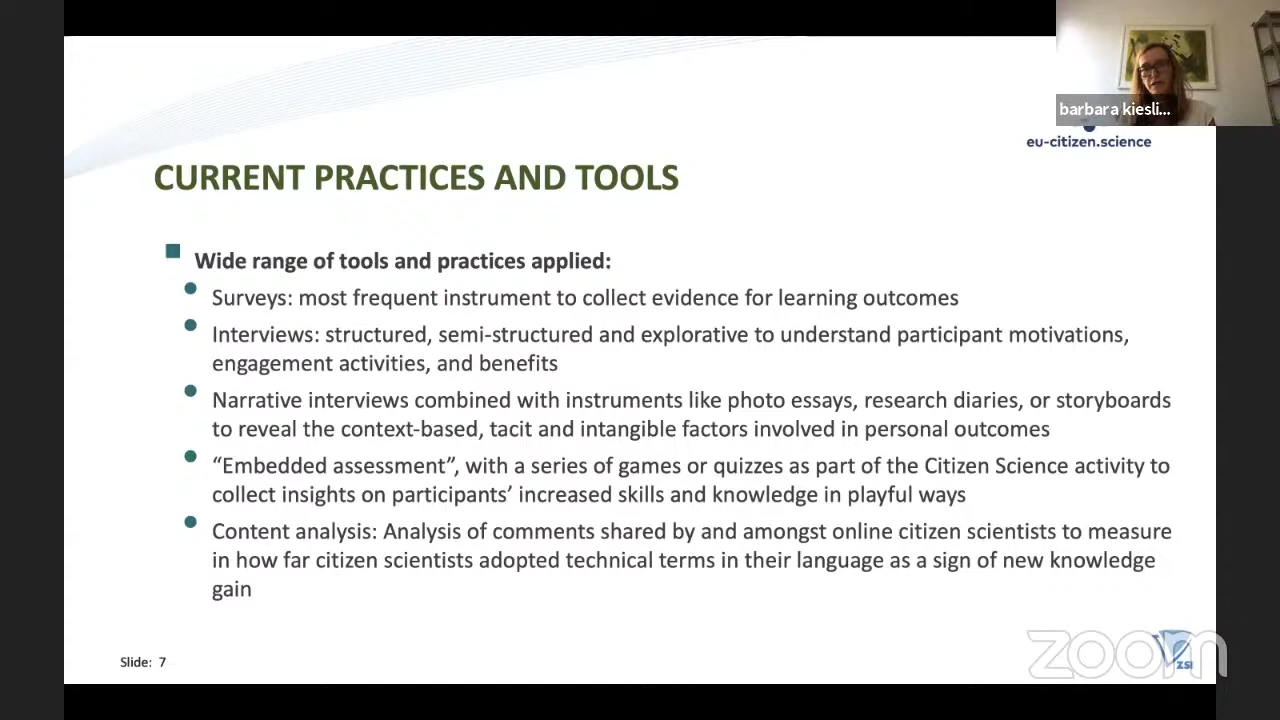 barbara kiesli...
eu-citizen.science
CURRENT PRACTICES AND TOOLS
Wide range of tools and practices applied:
Surveys: most frequent instrument to collect evidence for learning outcomes
Interviews: structured, semi-structured and explorative to understand participant motivations,
engagement activities, and benefits
Narrative interviews combined with instruments like photo essays, research diaries, or storyboards
to reveal the context-based, tacit and intangible factors involved in personal outcomes
“Embedded assessment”, with a series of games or quizzes as part of the Citizen Science activity to
collect insights on participants’ increased skills and knowledge in playful ways
Content analysis: Analysis of comments shared by and amongst online citizen scientists to measure
in how far citizen scientists adopted technical terms in their language as a sign of new knowledge
gain
Slide: 7
zoom
ZSI